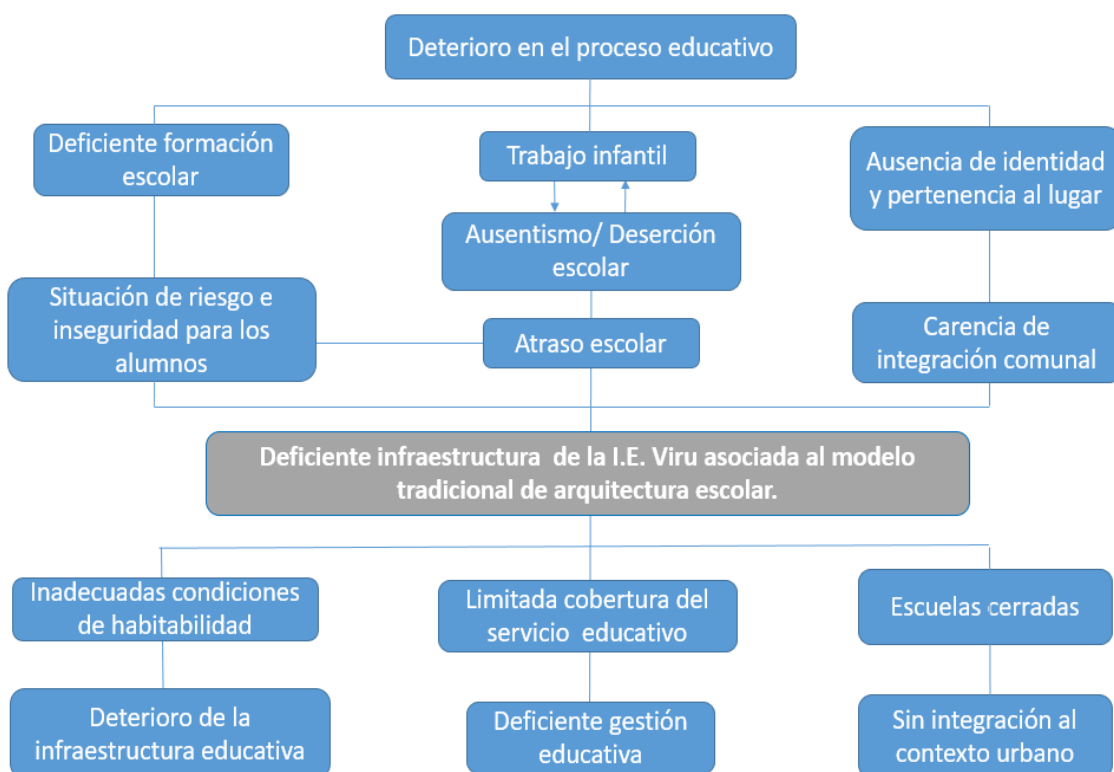 Deterioro en el proceso educativo
Deficiente formación
escolar
Trabajo infantil
Ausencia de identidad
y pertenencia al lugar
Ausentismo/ Deserción
escolar
Situación de riesgo e
inseguridad para los
alumnos
Atraso escolar
Carencia de
integración comunal
Deficiente infraestructura de la I.E. Viru asociada al modelo
tradicional de arquitectura escolar.
Inadecuadas condiciones
de habitabilidad
Limitada cobertura del
servicio educativo
Escuelas cerradas
Deterioro de la
infraestructura educativa
Deficiente gestión
educativa
Sin integración al
contexto urbano